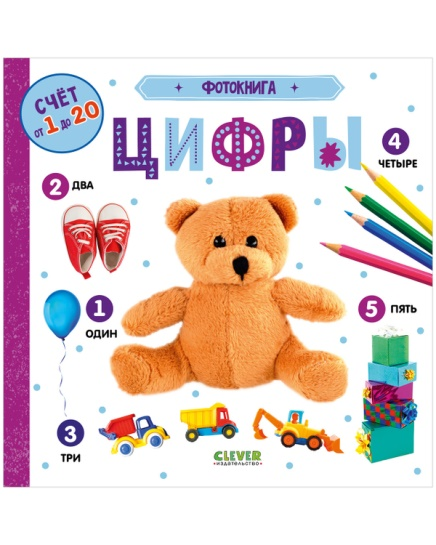 ФОТОКНИГА
СЧЁТ
от 1 до 20
ЦИФРЫ
4
ЧЕТЫРЕ
2 ДВА
1
ОДИН
5 ПЯТЬ
3
ТРИ
CLEVER
•издательство•